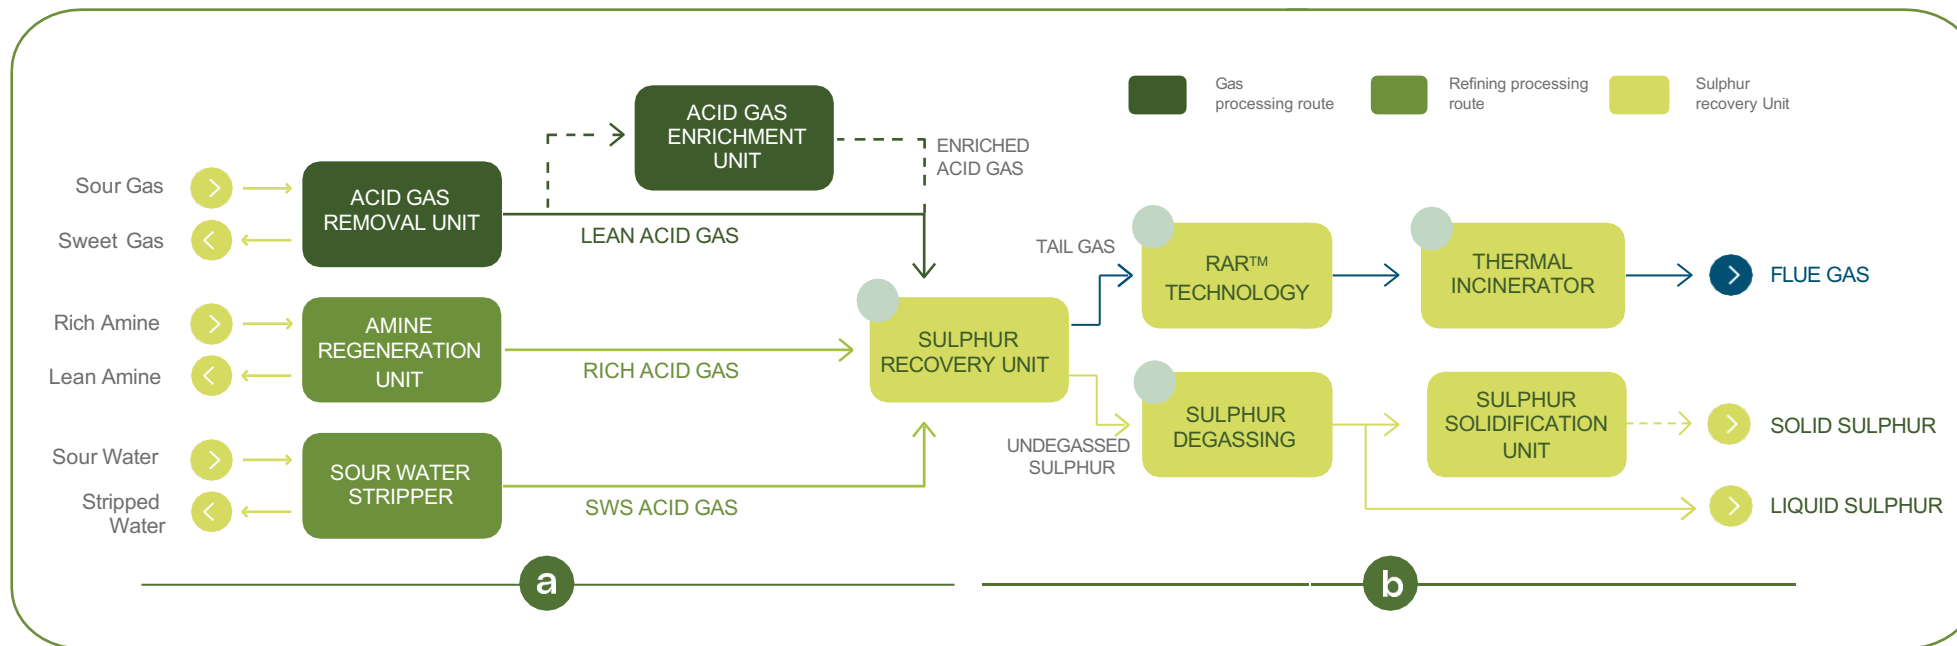 Gas
processing route
Refining processing
route
Sulphur
recovery Unit
ACID GAS
ENRICHMENT
UNIT
ENRICHED
ACID GAS
Sour Gas
Sweet Gas
ACID GAS
REMOVAL UNIT
LEAN ACID GAS
Rich Amine
Lean Amine
AMINE
REGENERATION
UNIT
RICH ACID GAS
Sour Water
Stripped
Water
SOUR WATER
STRIPPER
SWS ACID GAS
SULPHUR
RECOVERY UNIT
TAIL GAS
RAR™
TECHNOLOGY
THERMAL
INCINERATOR
FLUE GAS
UNDEGASSED
SULPHUR
SULPHUR
DEGASSING
SULPHUR
SOLIDIFICATION
UNIT
SOLID SULPHUR
LIQUID SULPHUR
a
b